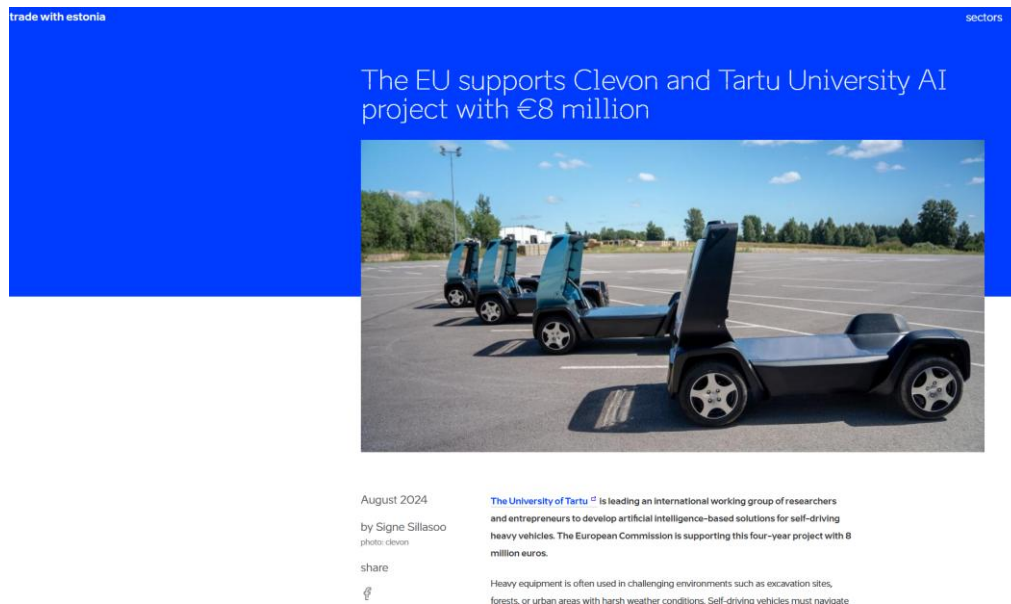 trade with estonia
sectors
The EU supports Clevon and Tartu University AI
project with €8 million
August 2024
by Signe Sillasoo
photo: clevon
share
The University of Tartu is leading an international working group of researchers
and entrepreneurs to develop artificial intelligence-based solutions for self-driving
heavy vehicles. The European Commission is supporting this four-year project with 8
million euros.
Heavy equipment is often used in challenging environments such as excavation sites,
forests, or urban areas with harsh weather conditions. Self-driving vehicles must navigate